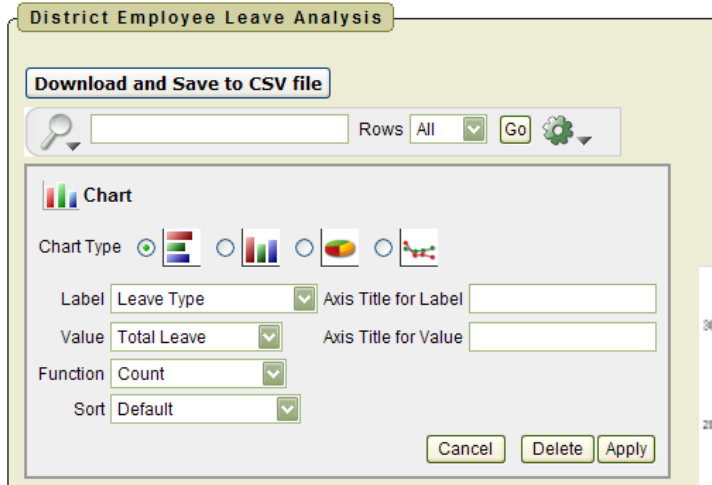 District Employee Leave Analysis
Download and Save to CSV file
Rows All Go
Chart
Chart Type
Label Leave Type Axis Title for Label
Value Total Leave Axis Title for Value
Function Count
Sort Default
Cancel Delete Apply